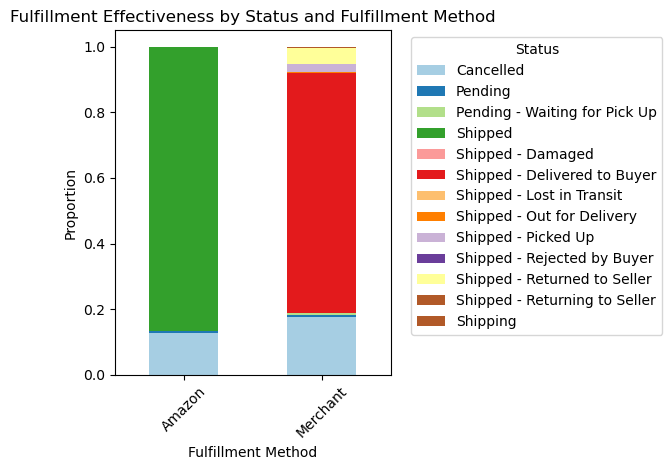 Fulfillment Effectiveness by Status and Fulfillment Method
1.0
0.8
0.6
0.4
0.2
0.0
Proportion
Amazon
Merchant
Fulfillment Method
Status
Cancelled
Pending
Pending - Waiting for Pick Up
Shipped
Shipped - Damaged
Shipped - Delivered to Buyer
Shipped - Lost in Transit
Shipped - Out for Delivery
Shipped - Picked Up
Shipped - Rejected by Buyer
Shipped - Returned to Seller
Shipped - Returning to Seller
Shipping